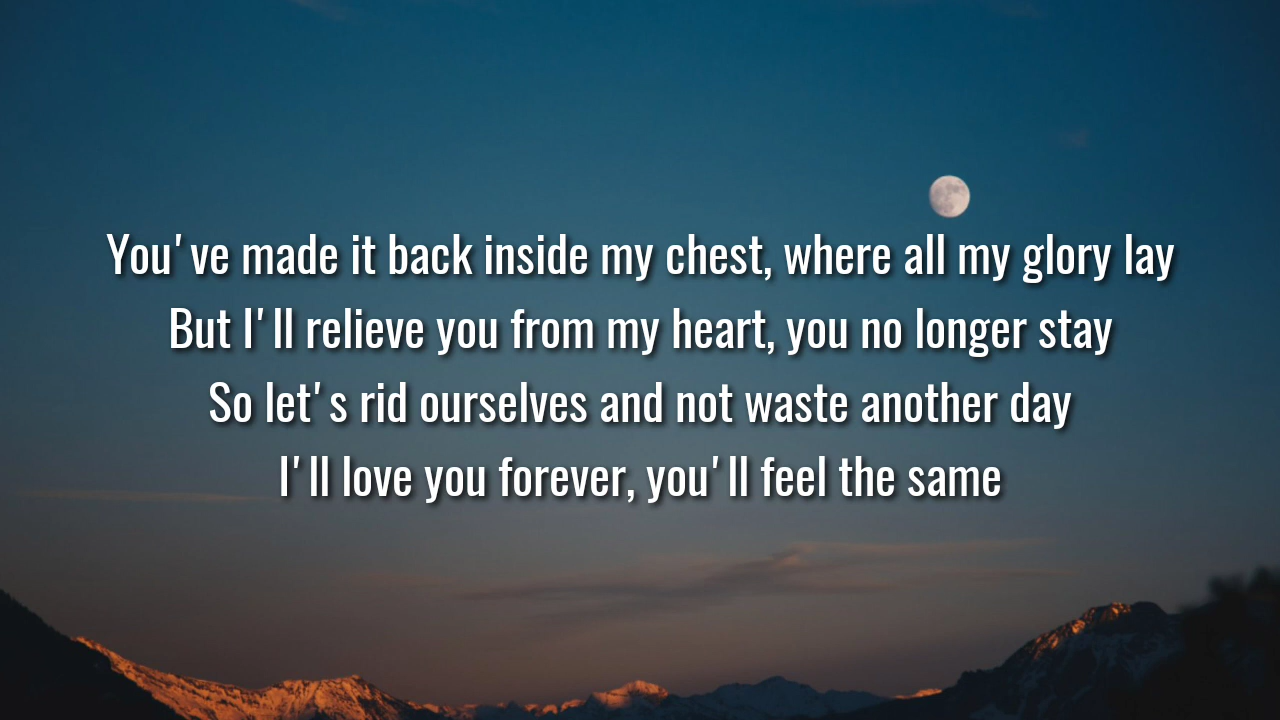 You've made it back inside my chest, where all my glory lay
But I'll relieve you from my heart, you no longer stay
So let's rid ourselves and not waste another day
I'll love you forever, you'll feel the same